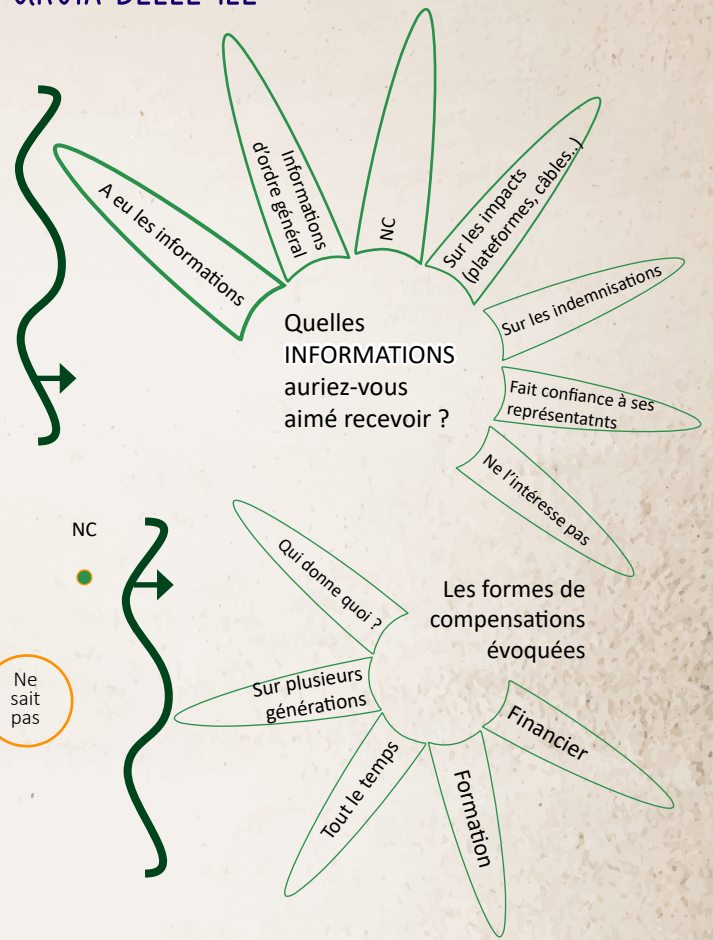 BELLE-ILE
A eu les informations
Informations
d'ordre général
NC
Sur les impacts
(plateformes, câbles..)
Sur les indemnisations
Fait confiance à ses
représentatnts
Ne l'intéresse pas
Quelles
INFORMATIONS
auriez-vous
aimé recevoir ?
NC
Ne
sait
pas
Les formes de
compensations
évoquées
Qui donne quoi ?
Sur plusieurs
générations
Tout le temps
Formation
Financier